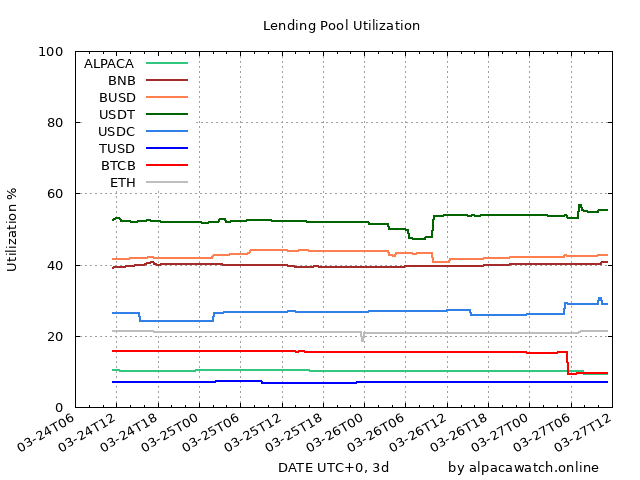 Lending Pool Utilization
Utilization %
100
80
60
40
20
0
ALPACA
BNB
BUSD
USDT
USDC
TUSD
BTCB
ETH
03-24T06
03-24T12
03-24T18
03-25T00
03-25T06
03-25T12
03-25T18
03-26T00
03-26T06
03-26T12
03-26T18
03-27T00
03-27T06
03-27T12
DATE UTC+0, 3d
by alpacawatch.online